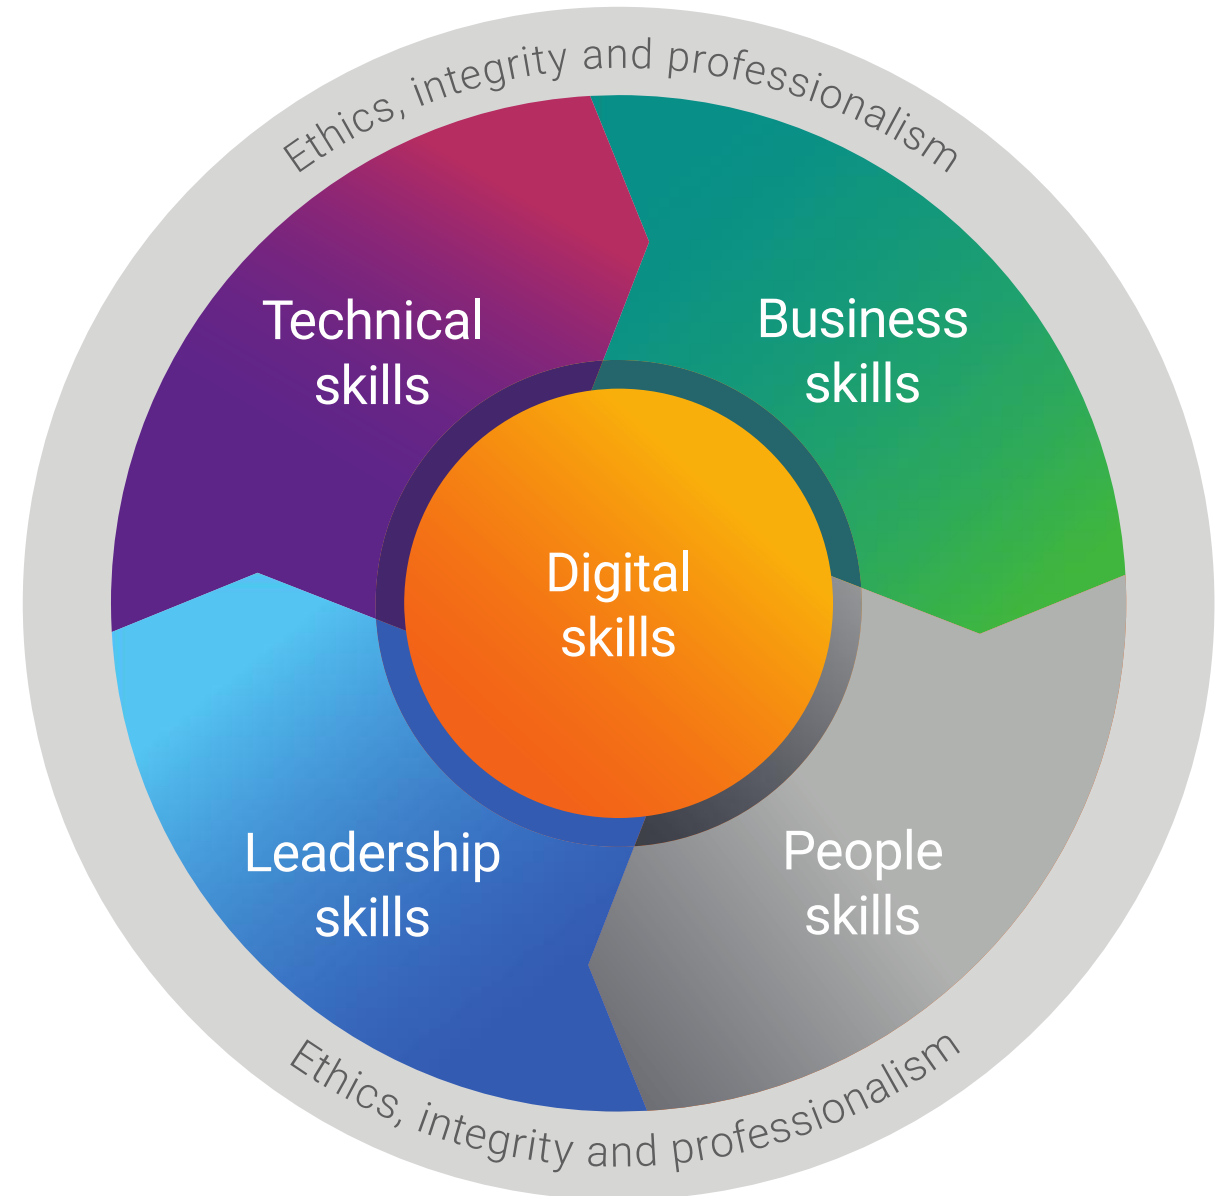 Ethics, integrity and professionalism
Technical
skills
Business
skills
Digital
skills
Leadership
skills
People
skills
Ethics, integrity and professionalism